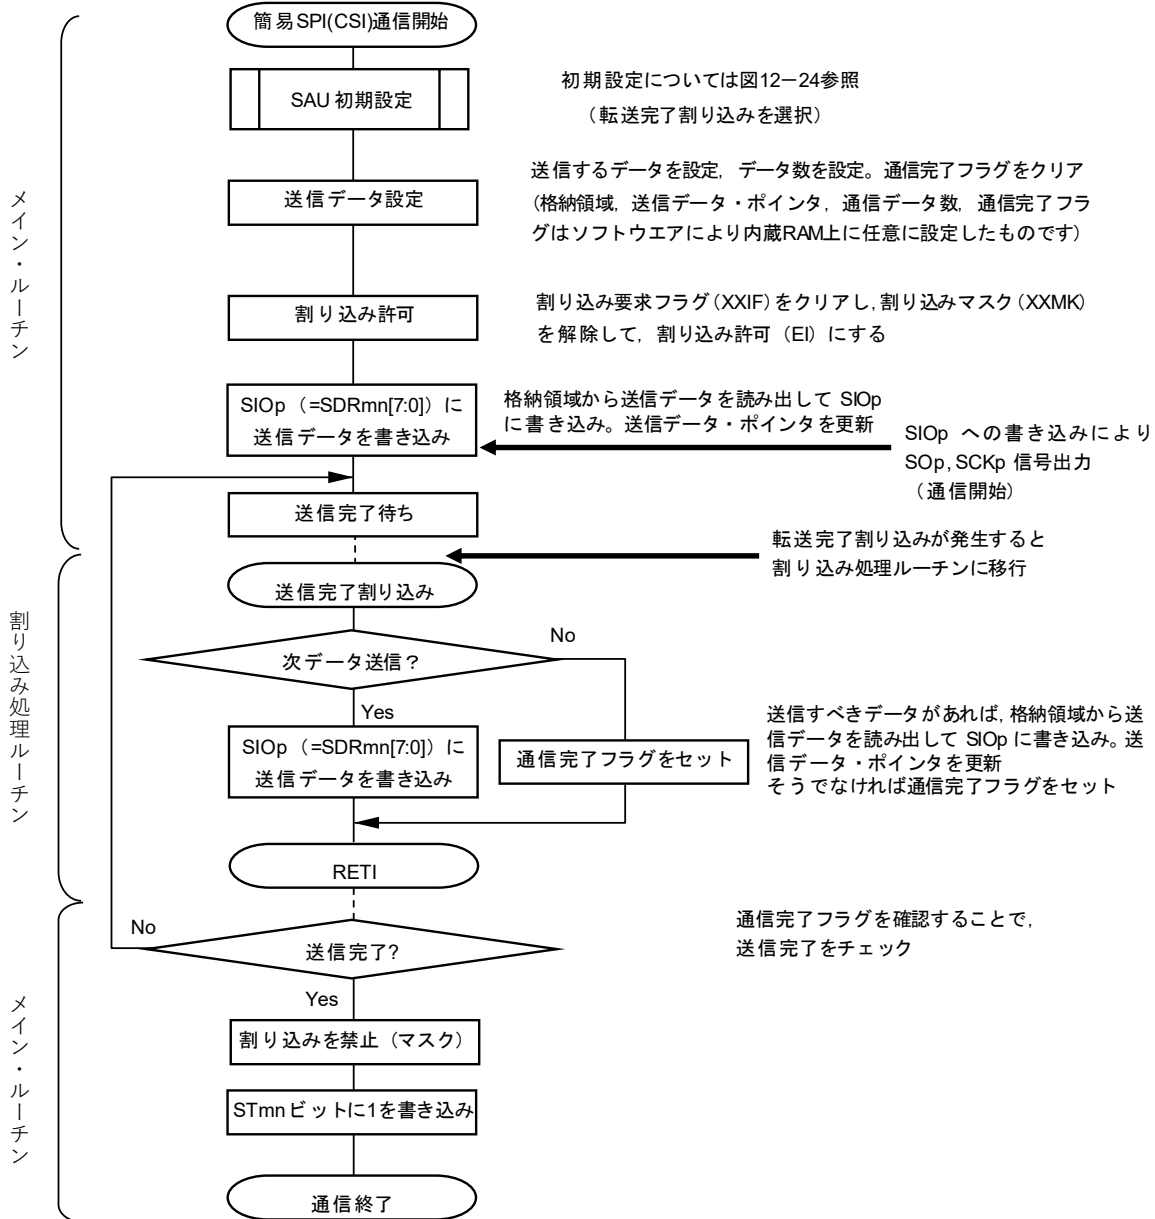 簡易SPI(CSI)通信開始
SAU 初期設定
初期設定については図12－24参照
（転送完了割り込みを選択）
メイン・ルーチン
送信データ設定
送信するデータを設定，データ数を設定。通信完了フラグをクリア
（格納領域，送信データ・ポインタ，通信データ数，通信完了フラ
グはソフトウエアにより内蔵RAM上に任意に設定したものです）
割り込み許可
割り込み要求フラグ（XXIF）をクリアし，割り込みマスク（XXMK）
を解除して，割り込み許可（EI）にする
SIOp （=SDRmn[7:0]）に
送信データを書き込み
格納領域から送信データを読み出して SIOp
に書き込み。送信データ・ポインタを更新
SIOp への書き込みにより
SOp, SCKp 信号出力
（通信開始）
送信完了待ち
転送完了割り込みが発生すると
割り込み処理ルーチンに移行
割り込み処理ルーチン
送信完了割り込み
次データ送信？
No
Yes
SIOp （=SDRmn[7:0]）に
送信データを書き込み
通信完了フラグをセット
送信すべきデータがあれば，格納領域から送
信データを読み出して SIOp に書き込み。送
信データ・ポインタを更新
そうでなければ通信完了フラグをセット
RETI
メイン・ルーチン
No
送信完了?
通信完了フラグを確認することで，
送信完了をチェック
Yes
割り込みを禁止（マスク）
STmn ビットに1を書き込み
通信終了